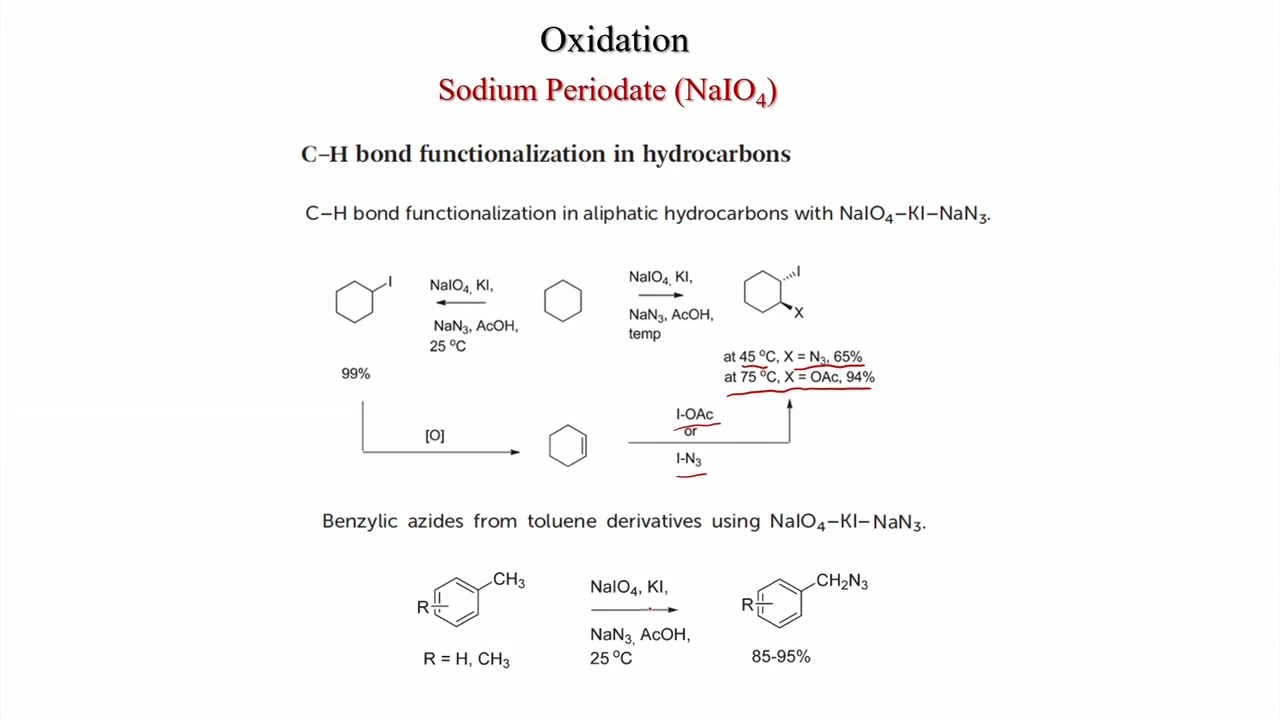 Oxidation
Sodium Periodate (NaIO₄)
C–H bond functionalization in hydrocarbons
C–H bond functionalization in aliphatic hydrocarbons with NaIO₄–KI–NaN₃.
I
NaIO₄, KI,
NaN₃, AcOH,
25 °C
99%
NaIO₄, KI,
NaN₃, AcOH,
temp
I
X
at 45 °C, X = N₃, 65%
at 75 °C, X = OAc, 94%
[O]
I-OAc
or
I-N₃
Benzylic azides from toluene derivatives using NaIO₄–KI–NaN₃.
CH₃
R
R = H, CH₃
NaIO₄, KI,
NaN₃, AcOH,
25 °C
CH₂N₃
R
85-95%